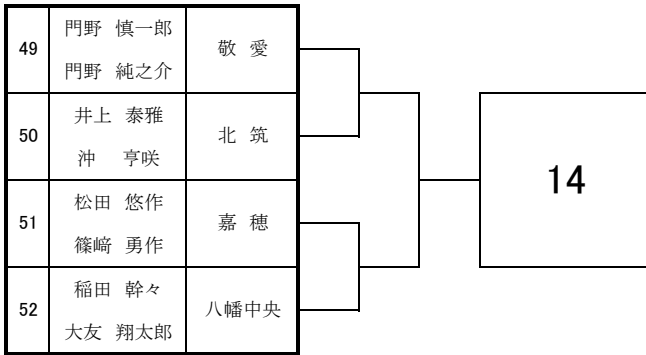 49 門野 慎一郎 敬 愛
門野 純之介
50 井上 泰雅 北 筑
沖 亨咲
51 松田 悠作 嘉 穂
篠﨑 勇作
52 稲田 幹々 八幡中央
大友 翔太郎
14